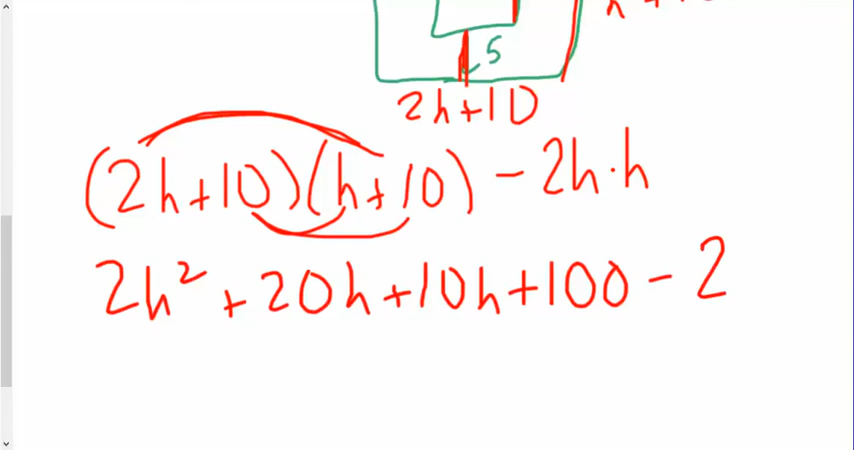 5
2h+10
(2h+10)(h+10) - 2h·h
2h² + 20h + 10h + 100 - 2